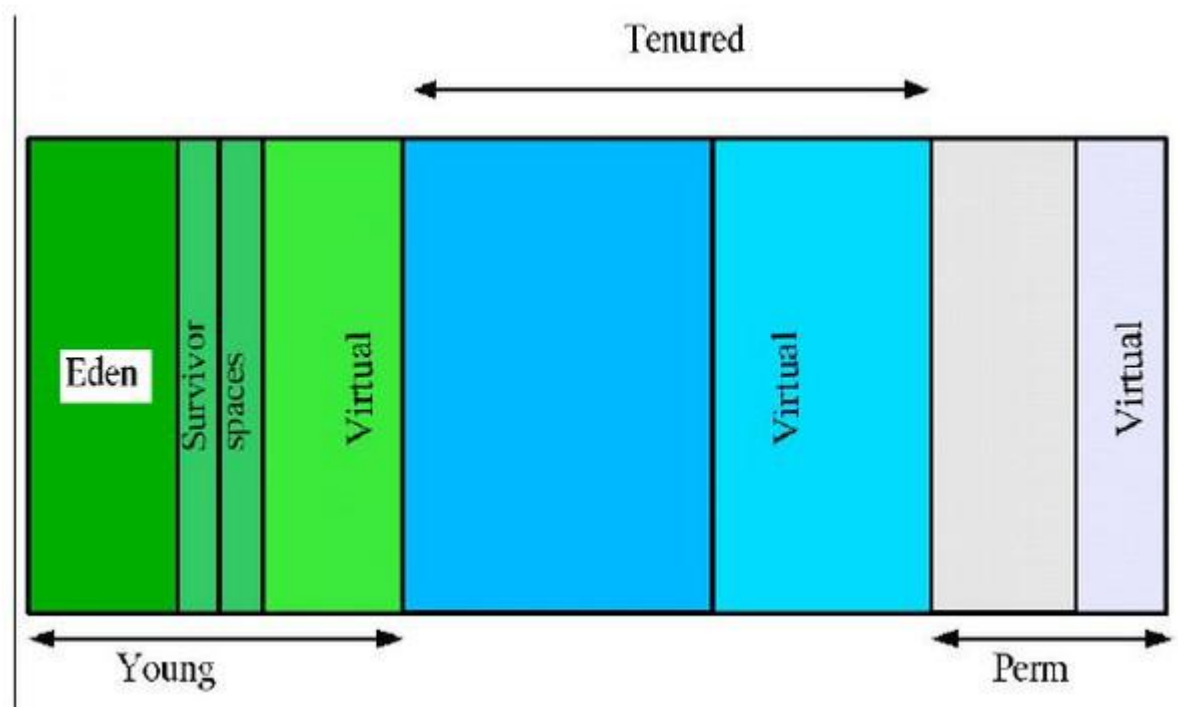 Tenured
Eden
Survivor
spaces
Virtual
Virtual
Virtual
Young
Perm